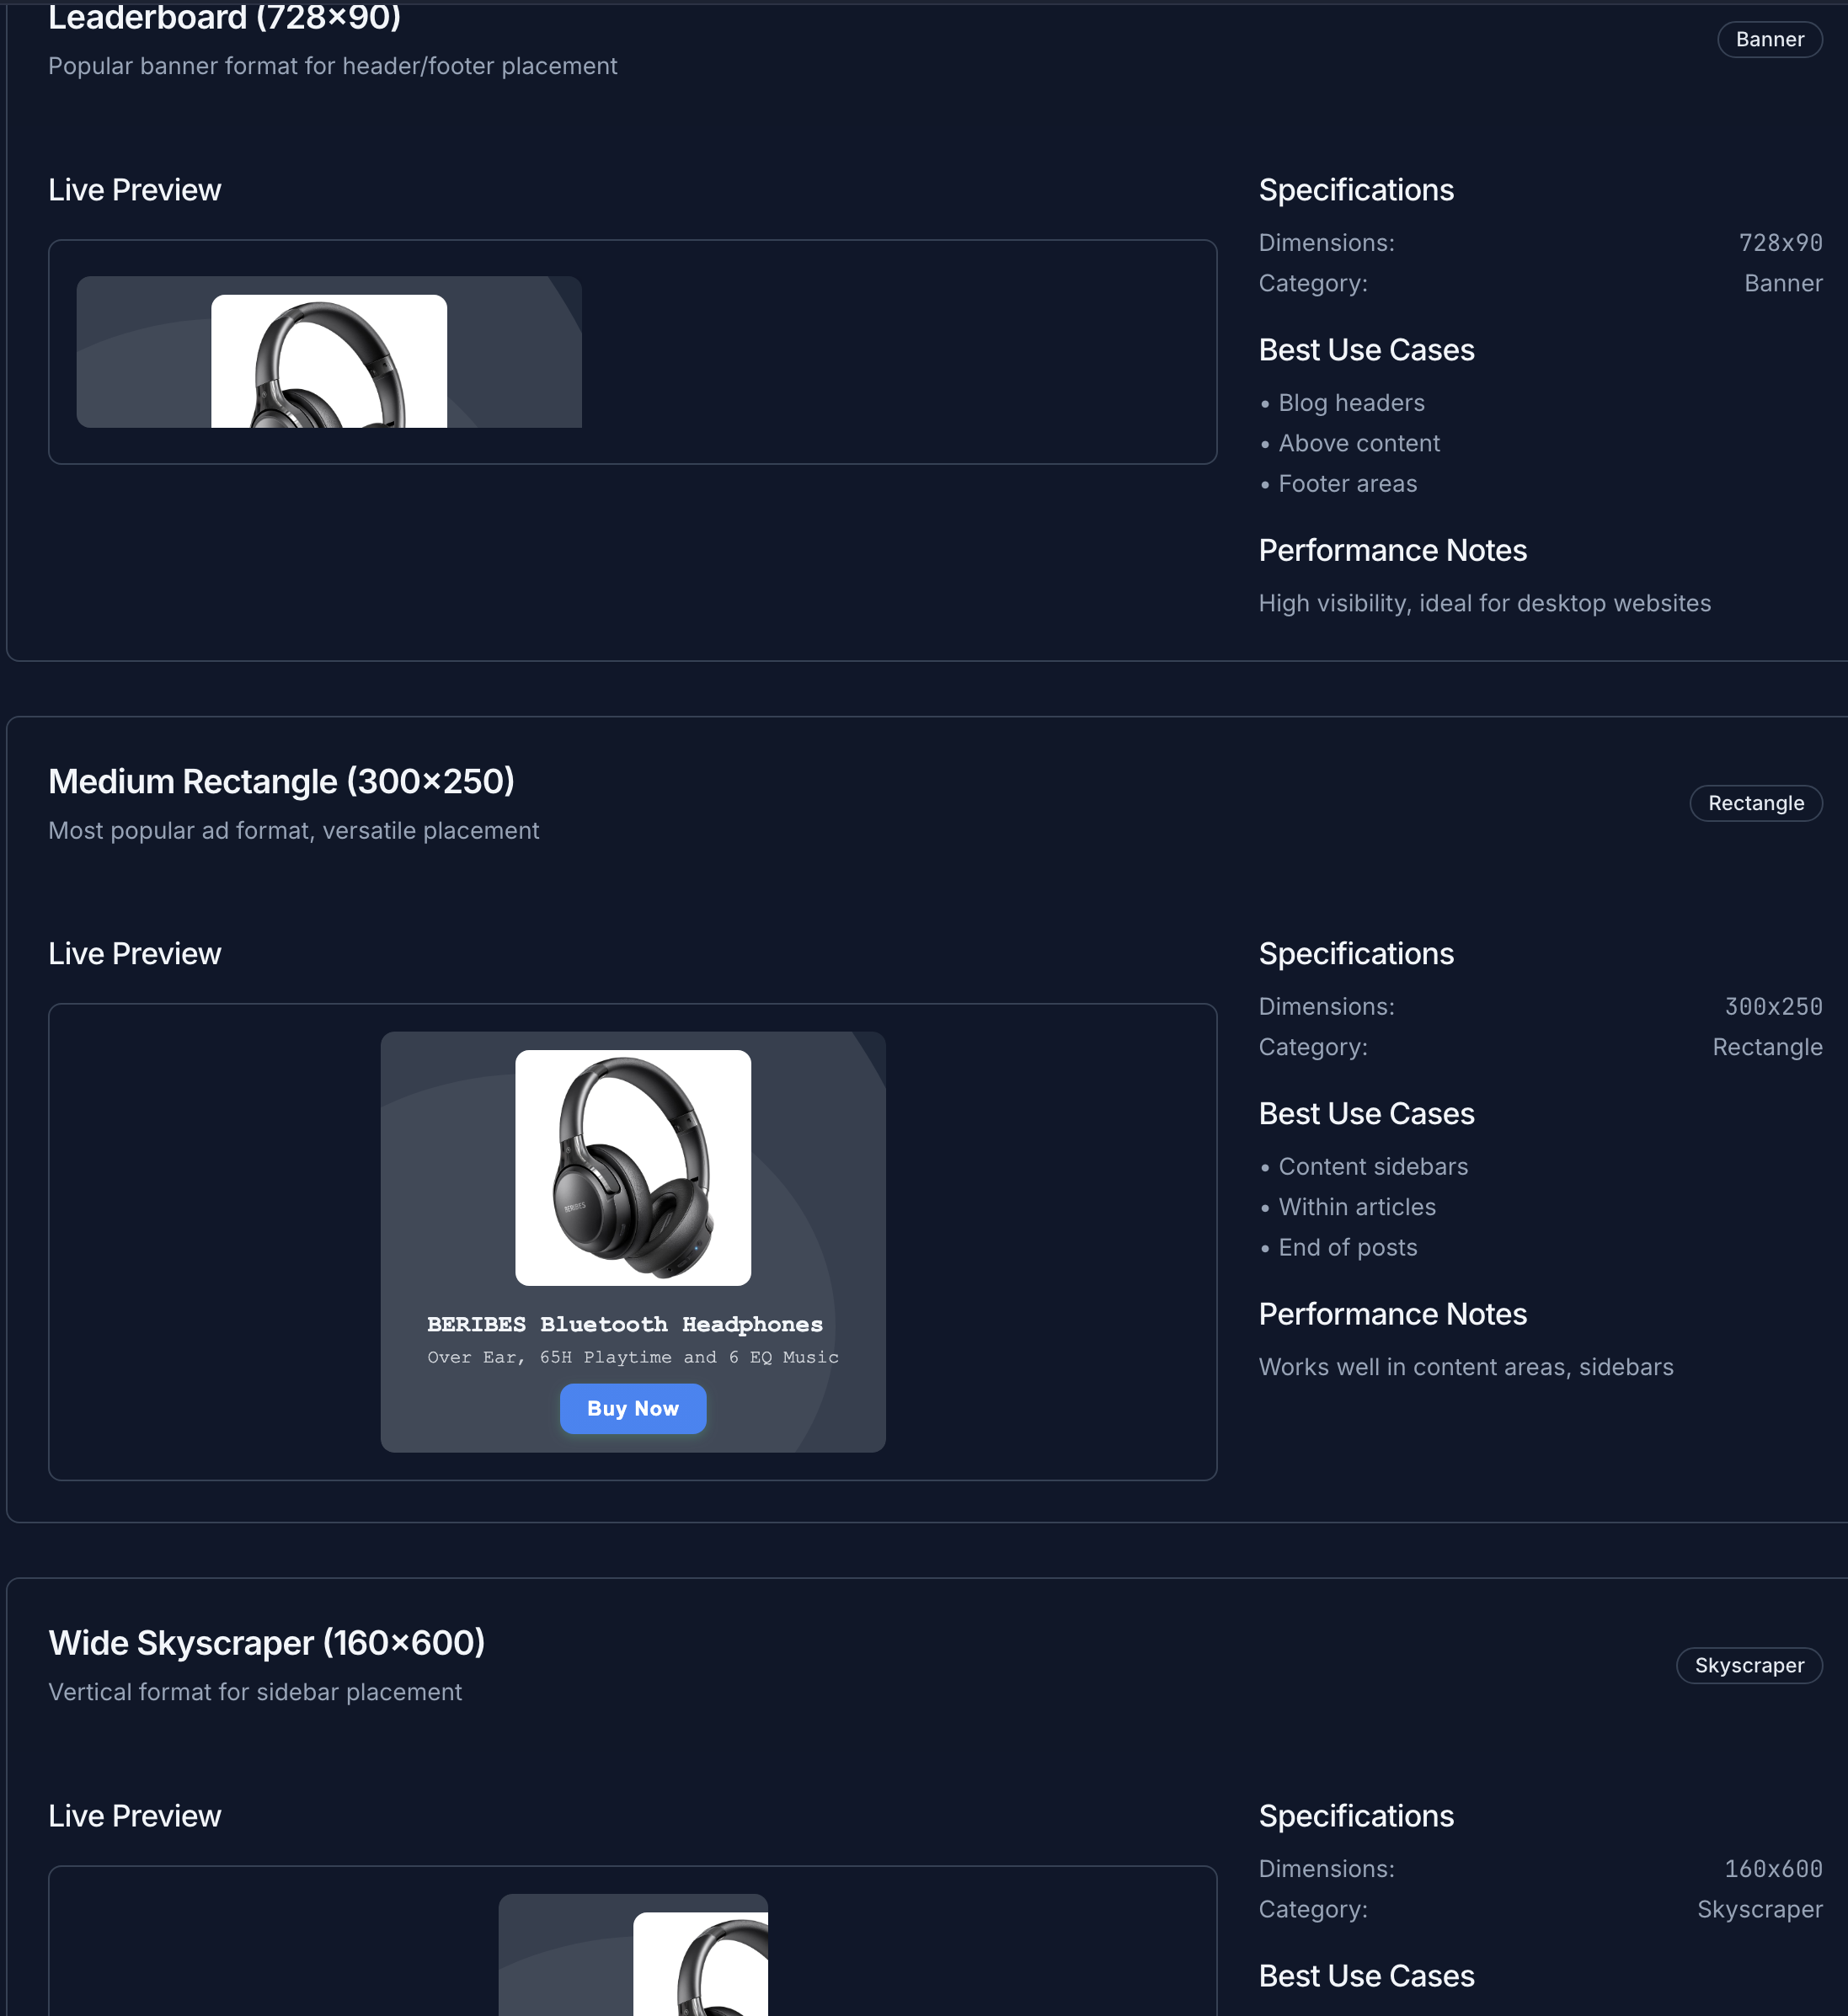 Leaderboard (728×90)
Banner
Popular banner format for header/footer placement
Live Preview
Specifications
Dimensions: 728x90
Category: Banner
Best Use Cases
• Blog headers
• Above content
• Footer areas
Performance Notes
High visibility, ideal for desktop websites
Medium Rectangle (300×250)
Rectangle
Most popular ad format, versatile placement
Live Preview
BERIBES
BERIBES Bluetooth Headphones
Over Ear, 65H Playtime and 6 EQ Music
Buy Now
Specifications
Dimensions: 300x250
Category: Rectangle
Best Use Cases
• Content sidebars
• Within articles
• End of posts
Performance Notes
Works well in content areas, sidebars
Wide Skyscraper (160×600)
Skyscraper
Vertical format for sidebar placement
Live Preview
Specifications
Dimensions: 160x600
Category: Skyscraper
Best Use Cases